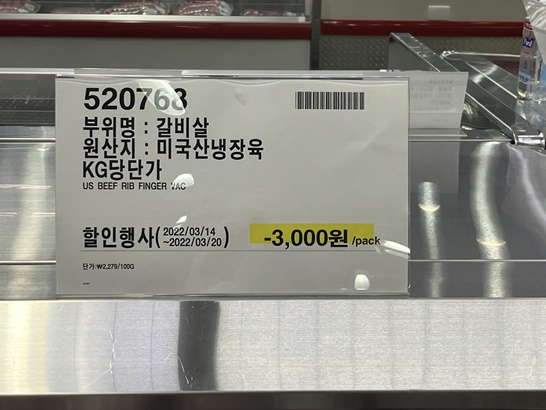 520768
부위명 : 갈비살
원산지 : 미국산냉장육
KG당단가
US BEEF RIB FINGER VAC
할인행사( 2022/03/14 ~2022/03/20 ) -3,000원 /pack
단가:₩2,279/100G